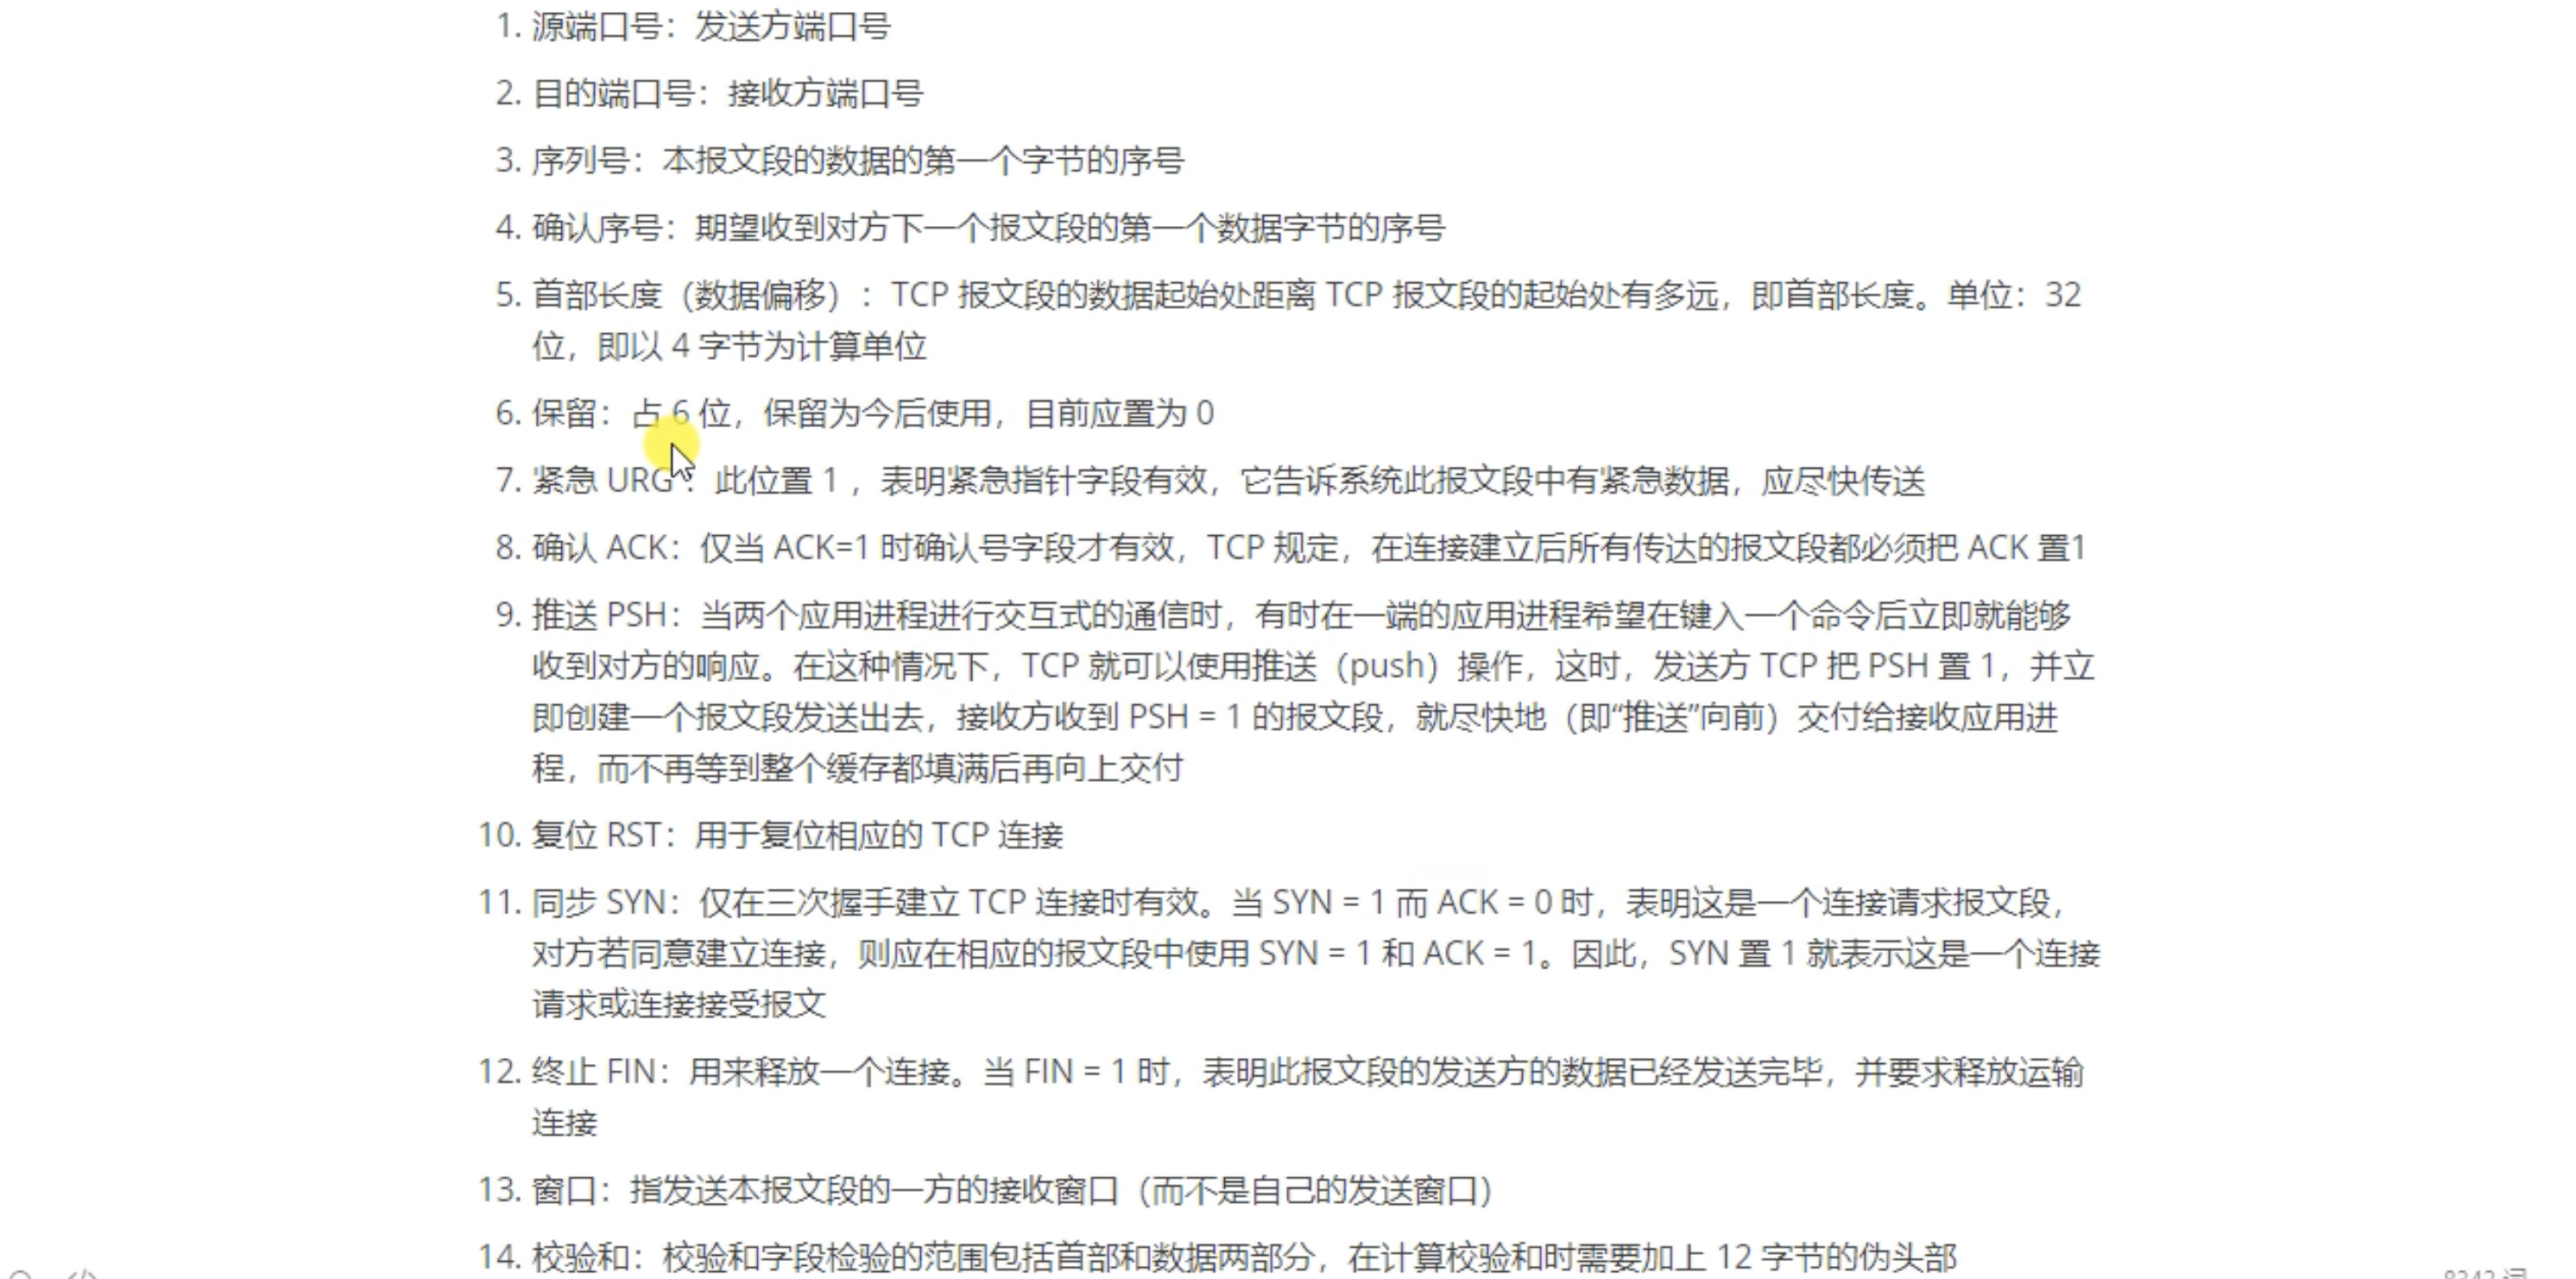 1. 源端口号：发送方端口号
2. 目的端口号：接收方端口号
3. 序列号：本报文段的数据的第一个字节的序号
4. 确认序号：期望收到对方下一个报文段的第一个数据字节的序号
5. 首部长度（数据偏移）：TCP 报文段的数据起始处距离 TCP 报文段的起始处有多远，即首部长度。单位：32
位，即以 4 字节为计算单位
6. 保留：占 6 位，保留为今后使用，目前应置为 0
7. 紧急 URG：此位置 1 ，表明紧急指针字段有效，它告诉系统此报文段中有紧急数据，应尽快传送
8. 确认 ACK：仅当 ACK=1 时确认号字段才有效，TCP 规定，在连接建立后所有传达的报文段都必须把 ACK 置1
9. 推送 PSH：当两个应用进程进行交互式的通信时，有时在一端的应用进程希望在键入一个命令后立即就能够
收到对方的响应。在这种情况下，TCP 就可以使用推送（push）操作，这时，发送方 TCP 把 PSH 置 1，并立
即创建一个报文段发送出去，接收方收到 PSH = 1 的报文段，就尽快地（即“推送”向前）交付给接收应用进
程，而不再等到整个缓存都填满后再向上交付
10. 复位 RST：用于复位相应的 TCP 连接
11. 同步 SYN：仅在三次握手建立 TCP 连接时有效。当 SYN = 1 而 ACK = 0 时，表明这是一个连接请求报文段，
对方若同意建立连接，则应在相应的报文段中使用 SYN = 1 和 ACK = 1。因此，SYN 置 1 就表示这是一个连接
请求或连接接受报文
12. 终止 FIN：用来释放一个连接。当 FIN = 1 时，表明此报文段的发送方的数据已经发送完毕，并要求释放运输
连接
13. 窗口：指发送本报文段的一方的接收窗口（而不是自己的发送窗口）
14. 校验和：校验和字段检验的范围包括首部和数据两部分，在计算校验和时需要加上 12 字节的伪头部